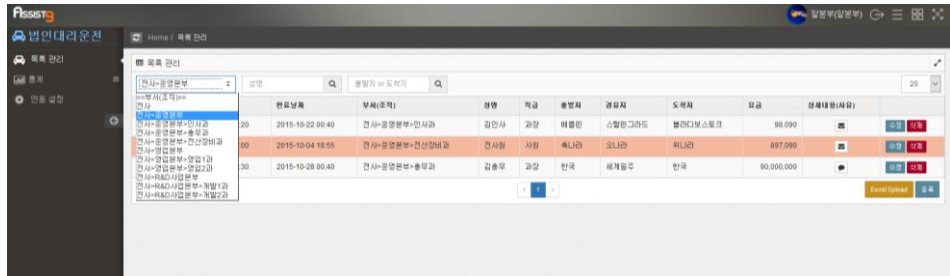 Assist9
알본부(알본부)
법인대리운전
Home / 목록 관리
목록 관리
목록 관리
통계
연동 설정
전사>운영본부
성명
출발지 or 도착지
20
==부서(조직)==
전사
전사>운영본부
전사>운영본부>인사과
전사>운영본부>총무과
전사>운영본부>전산장비과
전사>영업본부
전사>영업본부>영업1과
전사>영업본부>영업2과
전사>R&D사업본부
전사>R&D사업본부>개발1과
전사>R&D사업본부>개발2과
완료날짜 부서(조직) 성명 직급 출발지 경유지 도착지 요금 상세내용(사유)
:20 2015-10-22 00:40 전사>운영본부>인사과 김인사 과장 베를린 스탈린그라드 블라디보스토크 98,090 수정 삭제
:00 2015-10-04 18:55 전사>운영본부>전산장비과 전사원 사원 촉나라 오나라 위나라 897,090 수정 삭제
:30 2015-10-28 00:40 전사>운영본부>총무과 김총무 과장 한국 세계일주 한국 90,000,000 수정 삭제
1
Excel Upload 등록